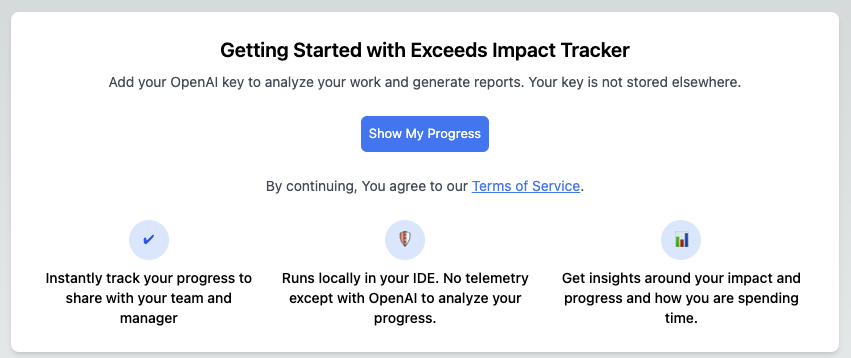 Getting Started with Exceeds Impact Tracker
Add your OpenAI key to analyze your work and generate reports. Your key is not stored elsewhere.
Show My Progress
By continuing, You agree to our Terms of Service.
Instantly track your progress to
share with your team and
manager
Runs locally in your IDE. No telemetry
except with OpenAI to analyze your
progress.
Get insights around your impact and
progress and how you are spending
time.